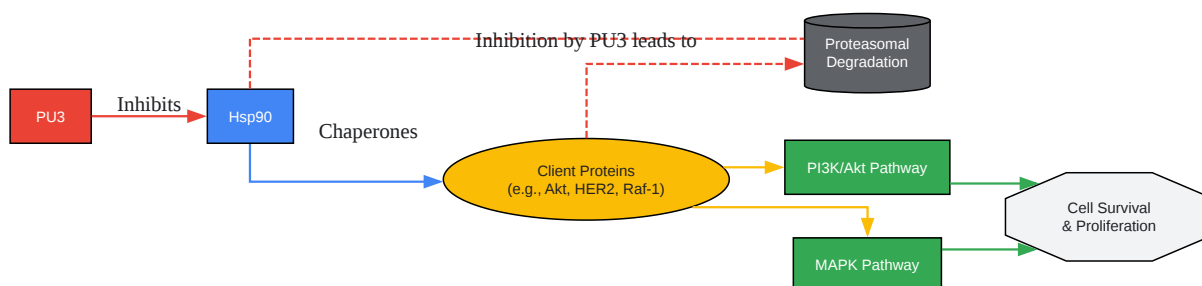 Inhibition by PU3 leads to
Proteasomal
Degradation
PU3
Inhibits
Hsp90
Chaperones
Client Proteins
(e.g., Akt, HER2, Raf-1)
PI3K/Akt Pathway
Cell Survival
& Proliferation
MAPK Pathway